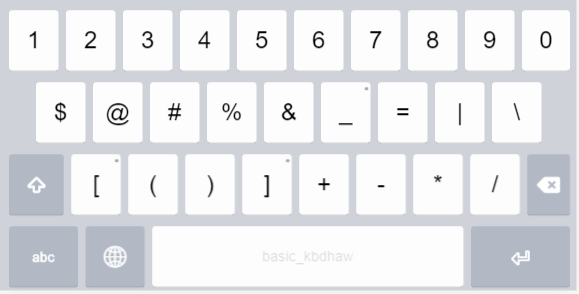 1 2 3 4 5 6 7 8 9 0
$ @ # % & _ = | \
[ ( ) ] + - * /
abc basic_kbdhaw